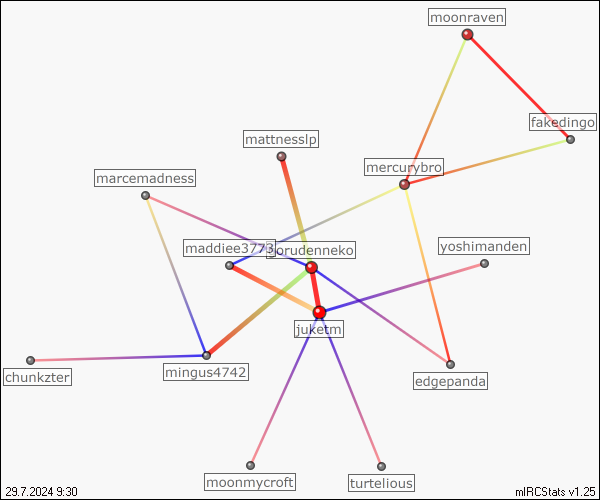 moonraven
fakedingo
mattnesslp
mercurybro
marcemadness
yoshimanden
maddiee3773
jorudenneko
juketm
mingus4742
chunkzter
edgepanda
moonmycroft
turtelious
29.7.2024 9:30
mIRCStats v1.25